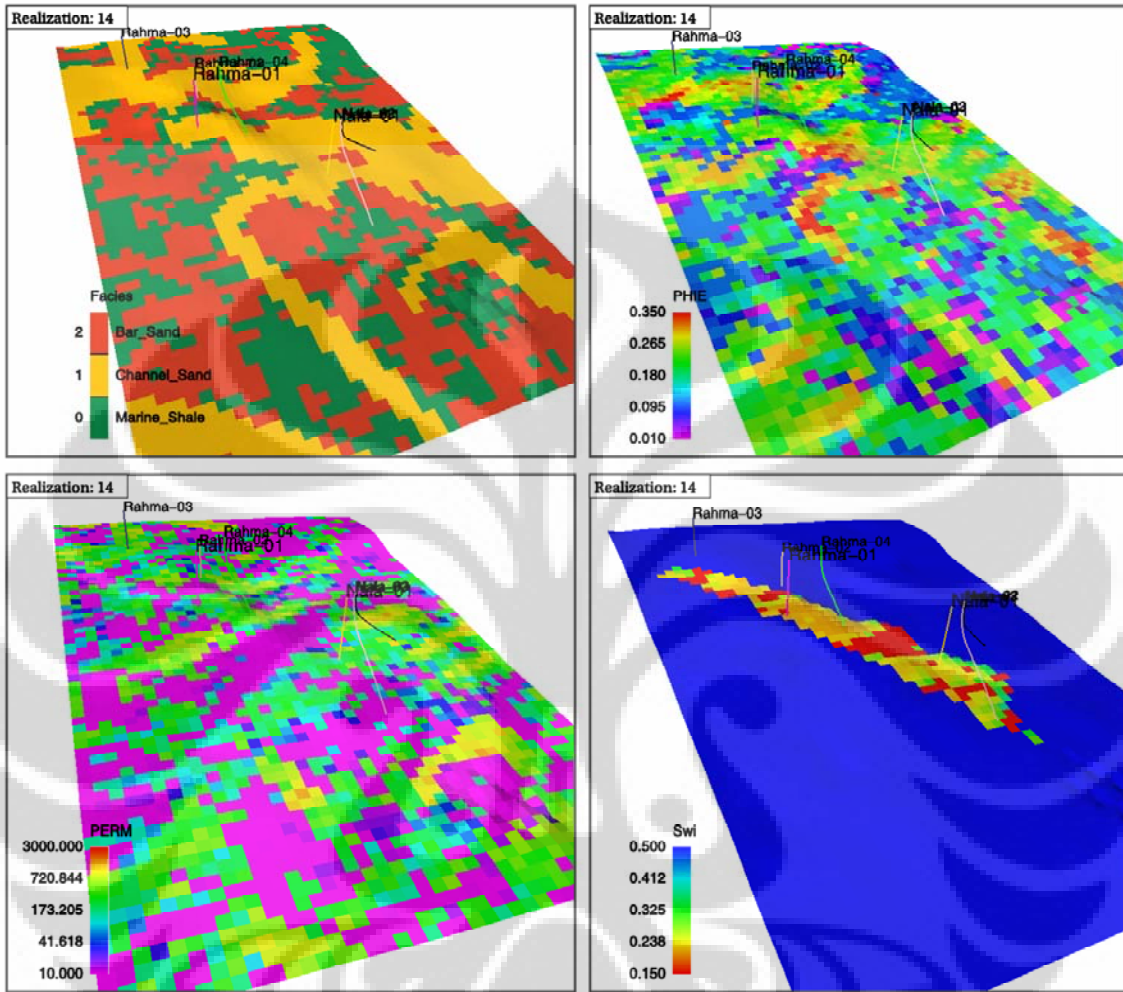 Realization: 14
Rahma-03
Rahma-04
Rahma-01
Facies
2 Bar_Sand
1 Channel_Sand
0 Marine_Shale
Realization: 14
Rahma-03
Rahma-04
Rahma-01
PHIE
0.350
0.265
0.180
0.095
0.010
Realization: 14
Rahma-03
Rahma-04
Rahma-01
PERM
3000.000
720.844
173.205
41.618
10.000
Realization: 14
Rahma-03
Rahma-04
Rahma-01
Swi
0.500
0.412
0.325
0.238
0.150